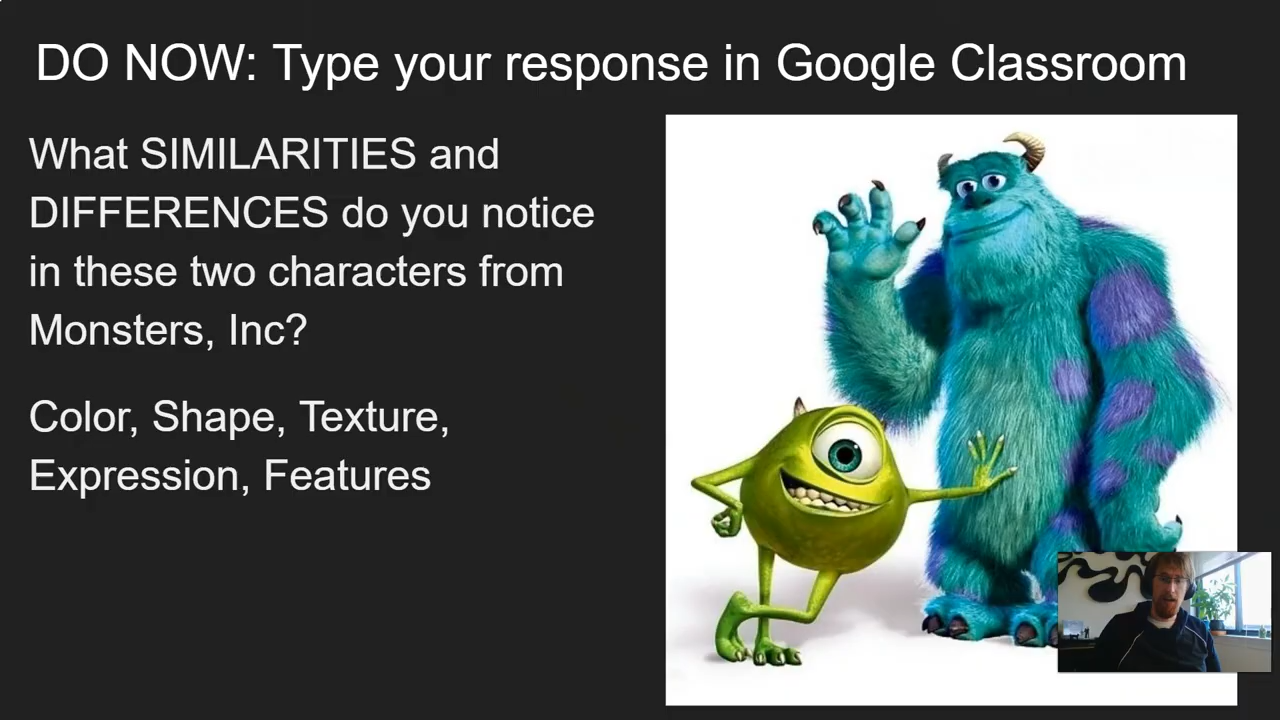 DO NOW: Type your response in Google Classroom
What SIMILARITIES and
DIFFERENCES do you notice
in these two characters from
Monsters, Inc?
Color, Shape, Texture,
Expression, Features